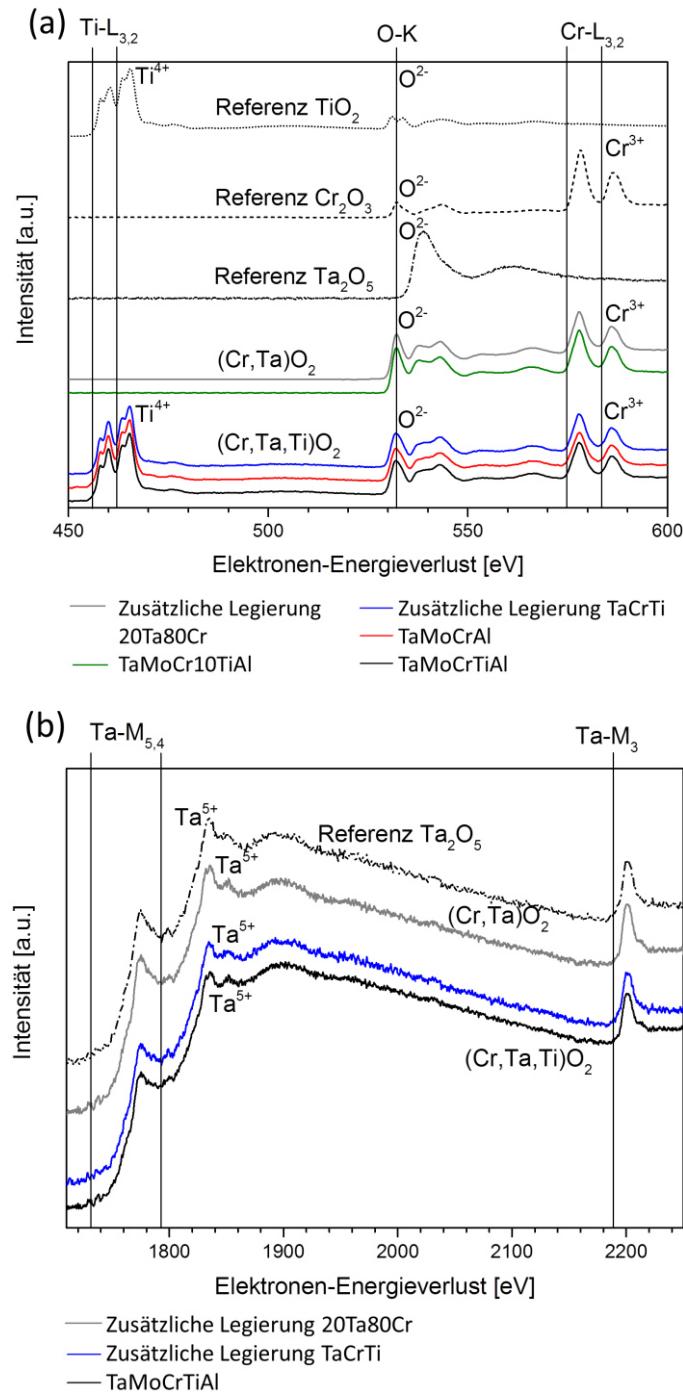 (a)
Ti-L3,2
O-K
Cr-L3,2
Ti4+
O2-
Referenz TiO2
Cr3+
O2-
Referenz Cr2O3
O2-
Referenz Ta2O5
O2-
Cr3+
(Cr,Ta)O2
Ti4+
O2-
Cr3+
(Cr,Ta,Ti)O2
Intensität [a.u.]
450 500 550 600
Elektronen-Energieverlust [eV]
Zusätzliche Legierung
20Ta80Cr
TaMoCr10TiAl
Zusätzliche Legierung TaCrTi
TaMoCrAl
TaMoCrTiAl
(b)
Ta-M5,4
Ta-M3
Ta5+
Referenz Ta2O5
Ta5+
(Cr,Ta)O2
Ta5+
Ta5+
(Cr,Ta,Ti)O2
Intensität [a.u.]
1800 1900 2000 2100 2200
Elektronen-Energieverlust [eV]
Zusätzliche Legierung 20Ta80Cr
Zusätzliche Legierung TaCrTi
TaMoCrTiAl